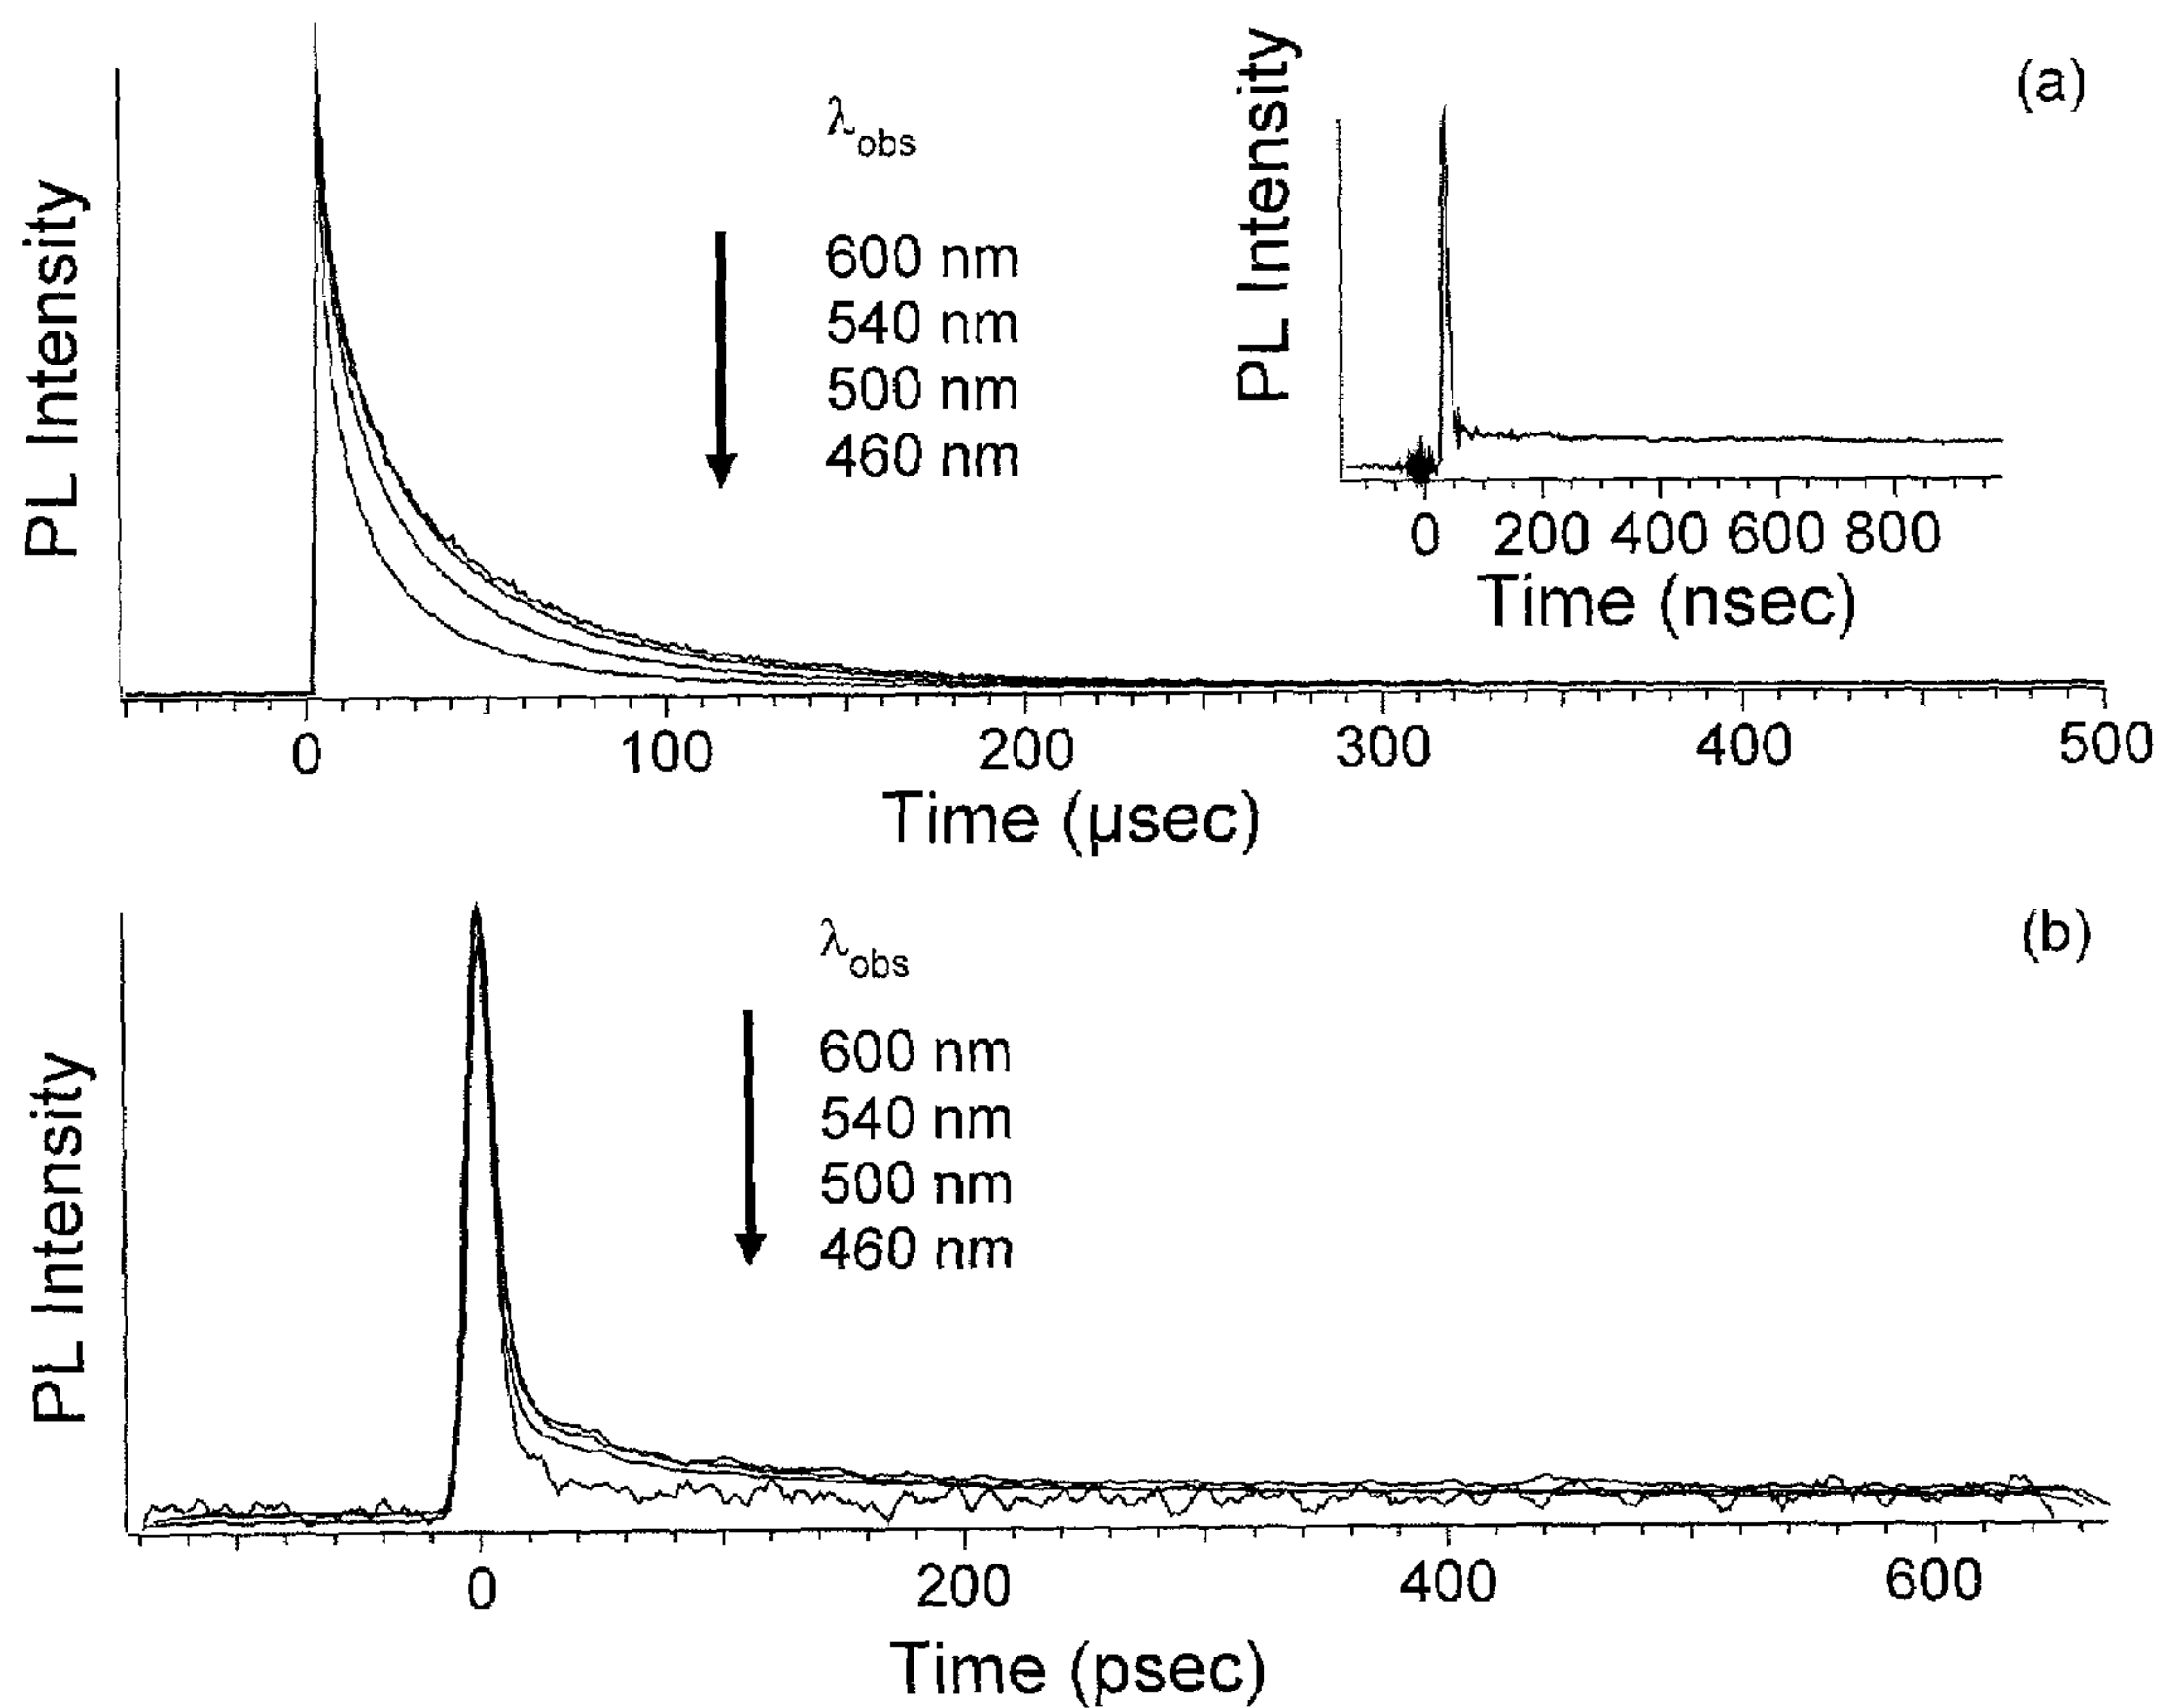 (a)
PL Intensity
λobs
600 nm
540 nm
500 nm
460 nm
PL Intensity
0 200 400 600 800
Time (nsec)
0 100 200 300 400 500
Time (μsec)
(b)
PL Intensity
λobs
600 nm
540 nm
500 nm
460 nm
0 200 400 600
Time (psec)